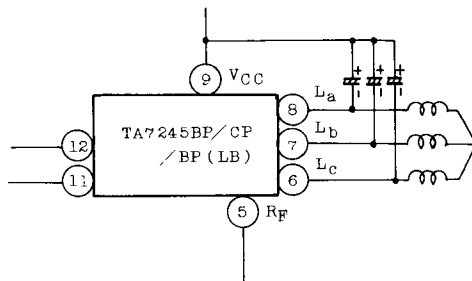 9 VCC
+ + +
- - -
8 La
TA7245BP/CP
/BP(LB)
12
7 Lb
11
6 Lc
5 RF